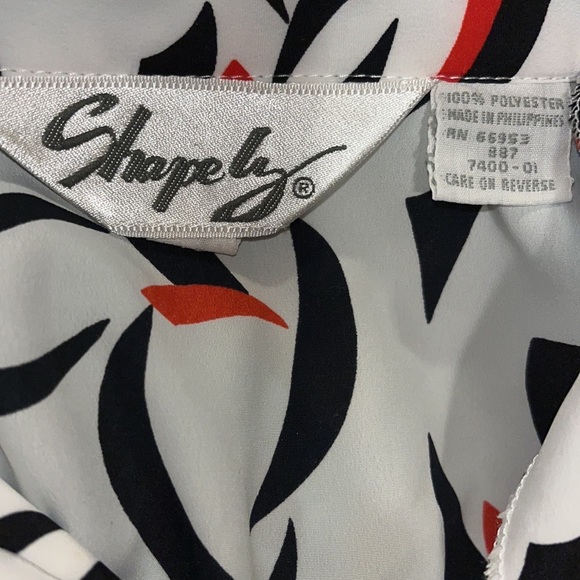 Shapely®
100% POLYESTER
MADE IN PHILIPPINES
RN 66953
887
7400-01
CARE ON REVERSE